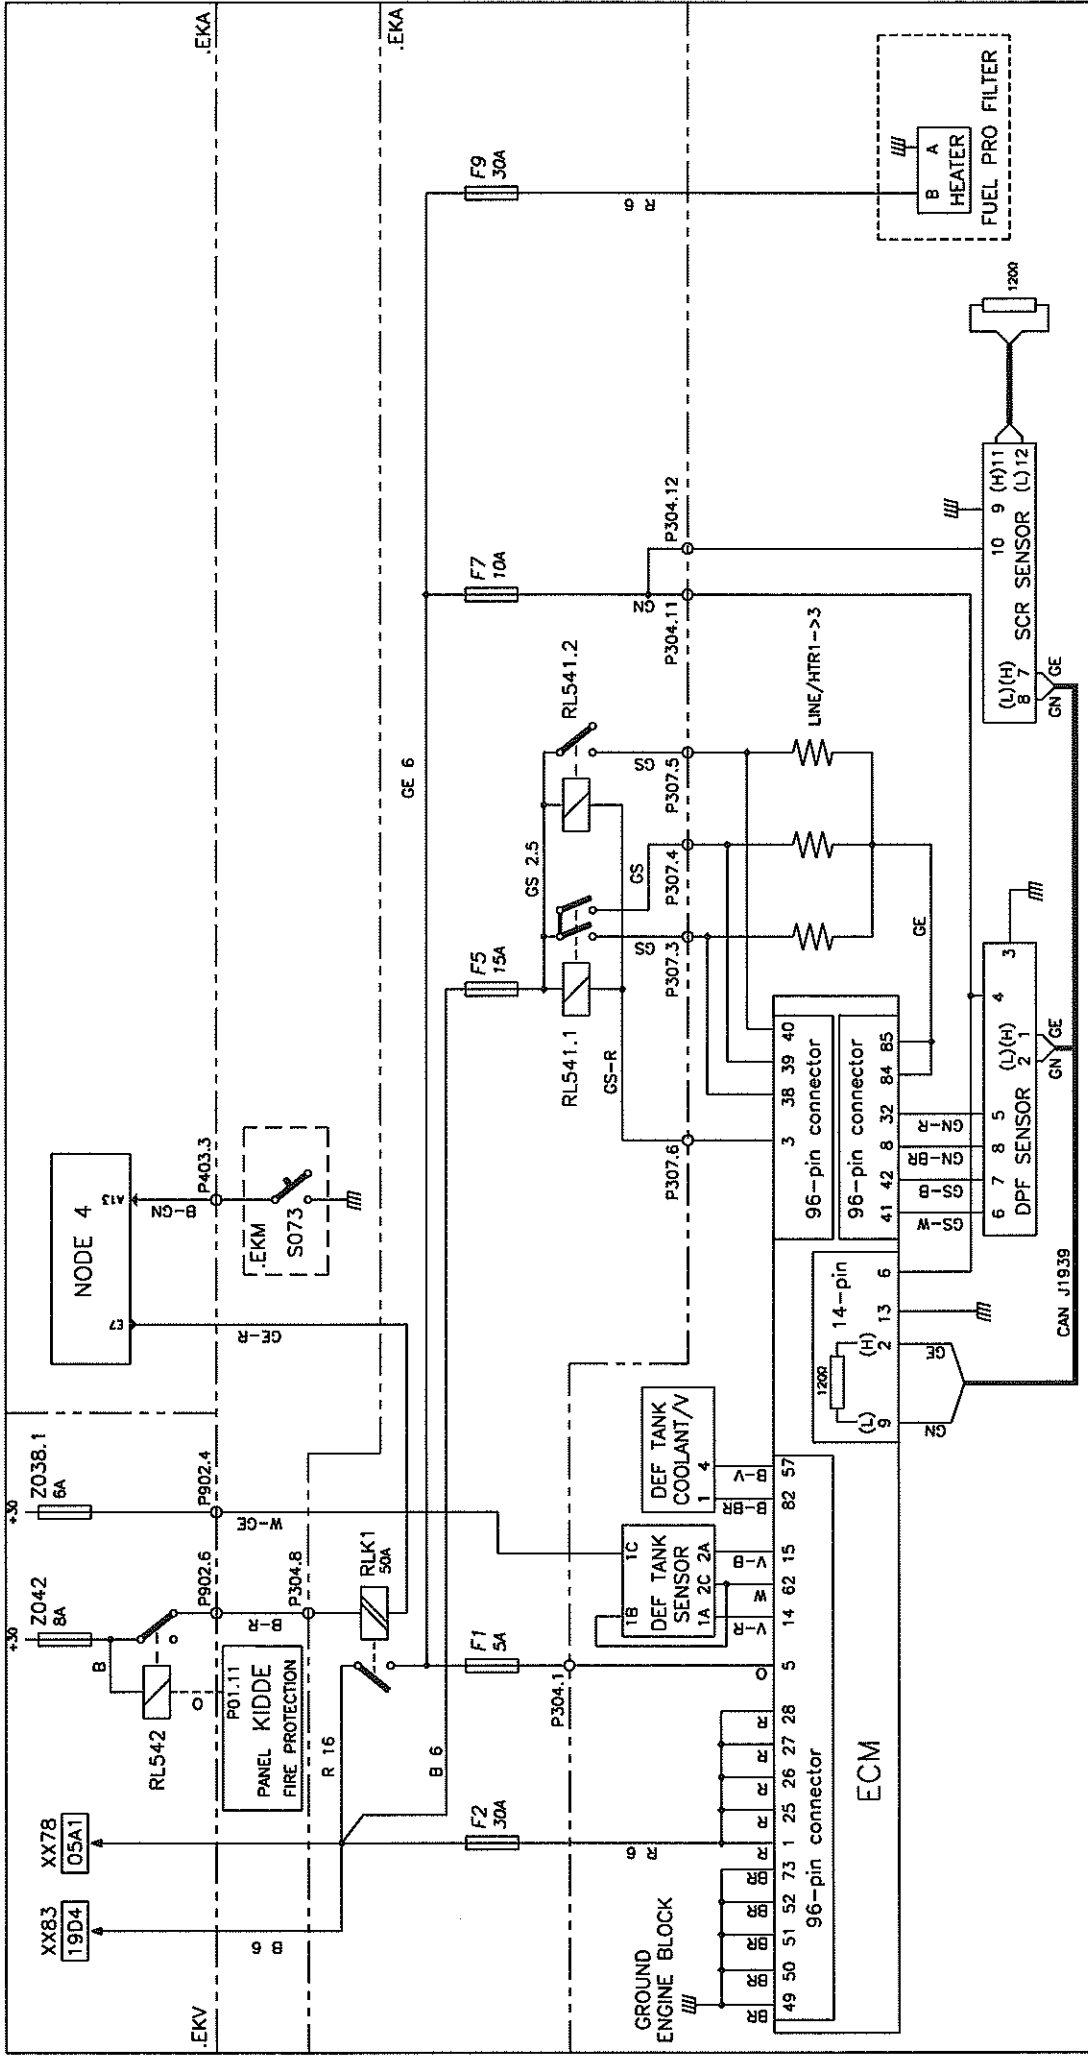 .EKV
.EKA
.EKA
XX83
19D4
XX78
05A1
+30
Z042
8A
+30
Z038.1
6A
B
RL542
O
P902.6
P902.4
P01.11
PANEL KIDDE
FIRE PROTECTION
B-R
P304.8
W-GE
RLK1
50A
NODE 4
E7
A13
GE-R
B-GN
P403.3
.EKM
S073
B 6
R 16
B 6
GE 6
F2
30A
F1
5A
F5
15A
F7
10A
F9
30A
R 6
R 6
P304.1
GS 2.5
RL541.1
RL541.2
GS-R
GS
GS
GS
GN
P307.6
P307.3
P307.4
P307.5
P304.11
P304.12
LINE/HTR1->3
GROUND
ENGINE BLOCK
DEF TANK
SENSOR
1B
1C
1A
2C
2A
DEF TANK
COOLANT/V
1
4
V-R
W
V-B
B-BR
B-V
BR
BR
BR
BR
BR
R
R
R
R
R
O
49
50
51
52
73
1
25
26
27
28
5
14
62
15
82
57
96-pin connector
ECM
3
38
39
40
96-pin connector
96-pin connector
41
42
8
32
84
85
GE
14-pin
120Ω
(L)
(H)
9
2
13
6
GN
GE
GS-W
GS-B
GN-BR
GN-R
6
7
8
5
DPF SENSOR
(L)(H)
2
1
4
3
GN
GE
CAN J1939
(L)(H)
8
7
GN
GE
SCR SENSOR
10
9
(H)11
(L)12
120Ω
B
A
HEATER
FUEL PRO FILTER